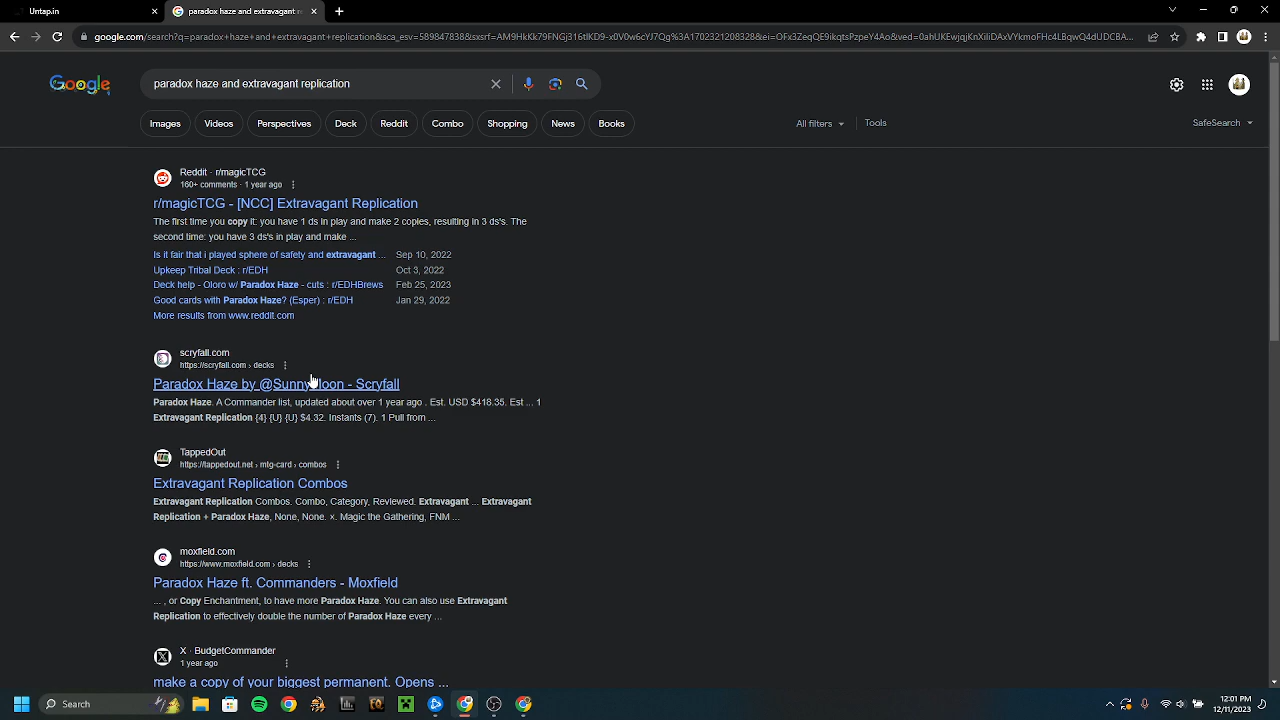 Untap.in
paradox haze and extravagant re
google.com/search?q=paradox+haze+and+extravagant+replication&sca_esv=589847838&sxsrf=AM9HkKk79FNGj316tIKD9-x0V0w6cYJ7Qg%3A1702321208328&ei=OFx3ZeqQE9ikqtsPzpeY4Ao&ved=0ahUKEwjqjKnXiIDaAxVYkmoFHc4LBqwQ4dUDCBA...
Google
paradox haze and extravagant replication
Images
Videos
Perspectives
Deck
Reddit
Combo
Shopping
News
Books
All filters
Tools
SafeSearch
Reddit · r/magicTCG
160+ comments · 1 year ago
r/magicTCG - [NCC] Extravagant Replication
The first time you copy it: you have 1 ds in play and make 2 copies, resulting in 3 ds's. The
second time: you have 3 ds's in play and make ...
Is it fair that i played sphere of safety and extravagant ... Sep 10, 2022
Upkeep Tribal Deck : r/EDH Oct 3, 2022
Deck help - Oloro w/ Paradox Haze - cuts : r/EDHBrews Feb 25, 2023
Good cards with Paradox Haze? (Esper) : r/EDH Jan 29, 2022
More results from www.reddit.com
scryfall.com
https://scryfall.com › decks
Paradox Haze by @SunnyMoon - Scryfall
Paradox Haze. A Commander list, updated about over 1 year ago . Est. USD $418.35. Est ... 1
Extravagant Replication {4} {U} {U} $4.32. Instants (7). 1 Pull from ...
TappedOut
https://tappedout.net › mtg-card › combos
Extravagant Replication Combos
Extravagant Replication Combos. Combo, Category, Reviewed. Extravagant ... Extravagant
Replication + Paradox Haze, None, None. x. Magic the Gathering, FNM ...
moxfield.com
https://www.moxfield.com › decks
Paradox Haze ft. Commanders - Moxfield
... , or Copy Enchantment, to have more Paradox Haze. You can also use Extravagant
Replication to effectively double the number of Paradox Haze every ...
X · BudgetCommander
1 year ago
make a copy of your biggest permanent. Opens ...
Search
12:01 PM
12/11/2023